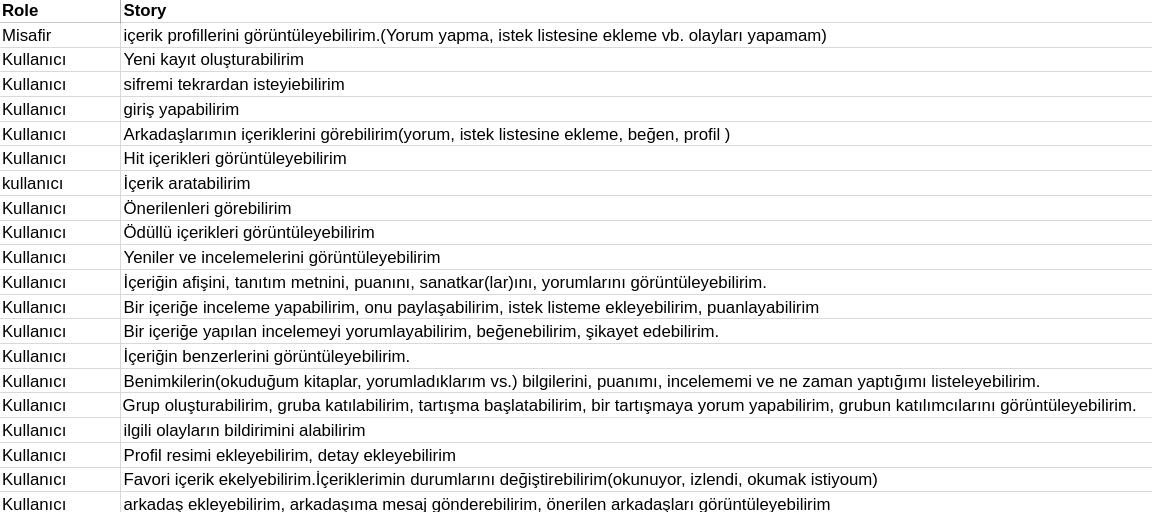 Role Story
Misafir içerik profillerini görüntüleyebilirim.(Yorum yapma, istek listesine ekleme vb. olayları yapamam)
Kullanıcı Yeni kayıt oluşturabilirim
Kullanıcı sifremi tekrardan isteyiebilirim
Kullanıcı giriş yapabilirim
Kullanıcı Arkadaşlarımın içeriklerini görebilirim(yorum, istek listesine ekleme, beğen, profil )
Kullanıcı Hit içerikleri görüntüleyebilirim
kullanıcı İçerik aratabilirim
Kullanıcı Önerilenleri görebilirim
Kullanıcı Ödüllü içerikleri görüntüleyebilirim
Kullanıcı Yeniler ve incelemelerini görüntüleyebilirim
Kullanıcı İçeriğin afişini, tanıtım metnini, puanını, sanatkar(lar)ını, yorumlarını görüntüleyebilirim.
Kullanıcı Bir içeriğe inceleme yapabilirim, onu paylaşabilirim, istek listeme ekleyebilirim, puanlayabilirim
Kullanıcı Bir içeriğe yapılan incelemeyi yorumlayabilirim, beğenebilirim, şikayet edebilirim.
Kullanıcı İçeriğin benzerlerini görüntüleyebilirim.
Kullanıcı Benimkilerin(okuduğum kitaplar, yorumladıklarım vs.) bilgilerini, puanımı, incelememi ve ne zaman yaptığımı listeleyebilirim.
Kullanıcı Grup oluşturabilirim, gruba katılabilirim, tartışma başlatabilirim, bir tartışmaya yorum yapabilirim, grubun katılımcılarını görüntüleyebilirim.
Kullanıcı ilgili olayların bildirimini alabilirim
Kullanıcı Profil resimi ekleyebilirim, detay ekleyebilirim
Kullanıcı Favori içerik ekelyebilirim.İçeriklerimin durumlarını değiştirebilirim(okunuyor, izlendi, okumak istiyoum)
Kullanıcı arkadaş ekleyebilirim, arkadaşıma mesaj gönderebilirim, önerilen arkadaşları görüntüleyebilirim